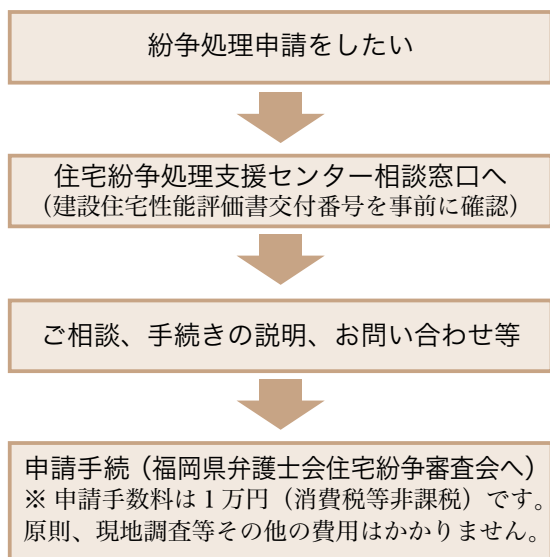 紛争処理申請をしたい
住宅紛争処理支援センター相談窓口へ
（建設住宅性能評価書交付番号を事前に確認）
ご相談、手続きの説明、お問い合わせ等
申請手続（福岡県弁護士会住宅紛争審査会へ）
※ 申請手数料は１万円（消費税等非課税）です。
原則、現地調査等その他の費用はかかりません。